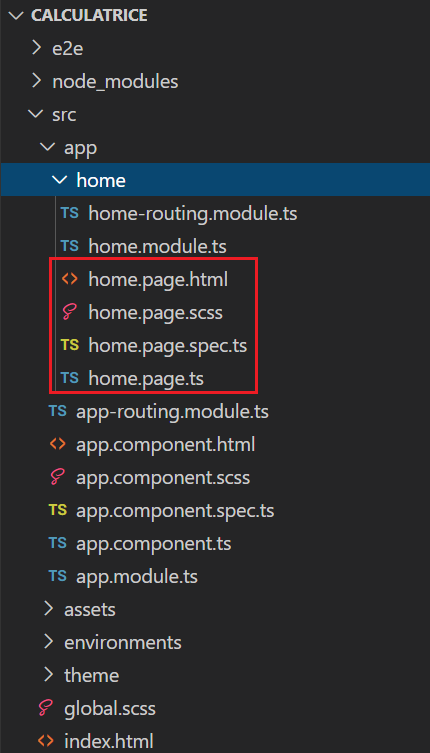 CALCULATRICE
e2e
node_modules
src
app
home
TS home-routing.module.ts
TS home.module.ts
<> home.page.html
home.page.scss
TS home.page.spec.ts
TS home.page.ts
TS app-routing.module.ts
<> app.component.html
app.component.scss
TS app.component.spec.ts
TS app.component.ts
TS app.module.ts
assets
environments
theme
global.scss
<> index.html